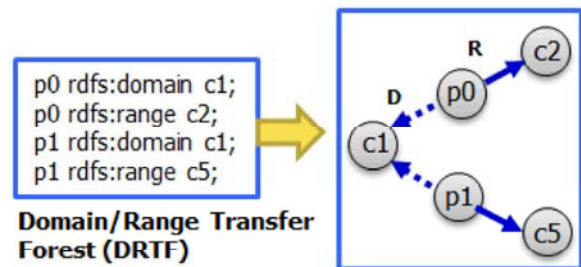 p0 rdfs:domain c1;
p0 rdfs:range c2;
p1 rdfs:domain c1;
p1 rdfs:range c5;
Domain/Range Transfer
Forest (DRTF)
R
c2
D
p0
c1
p1
c5